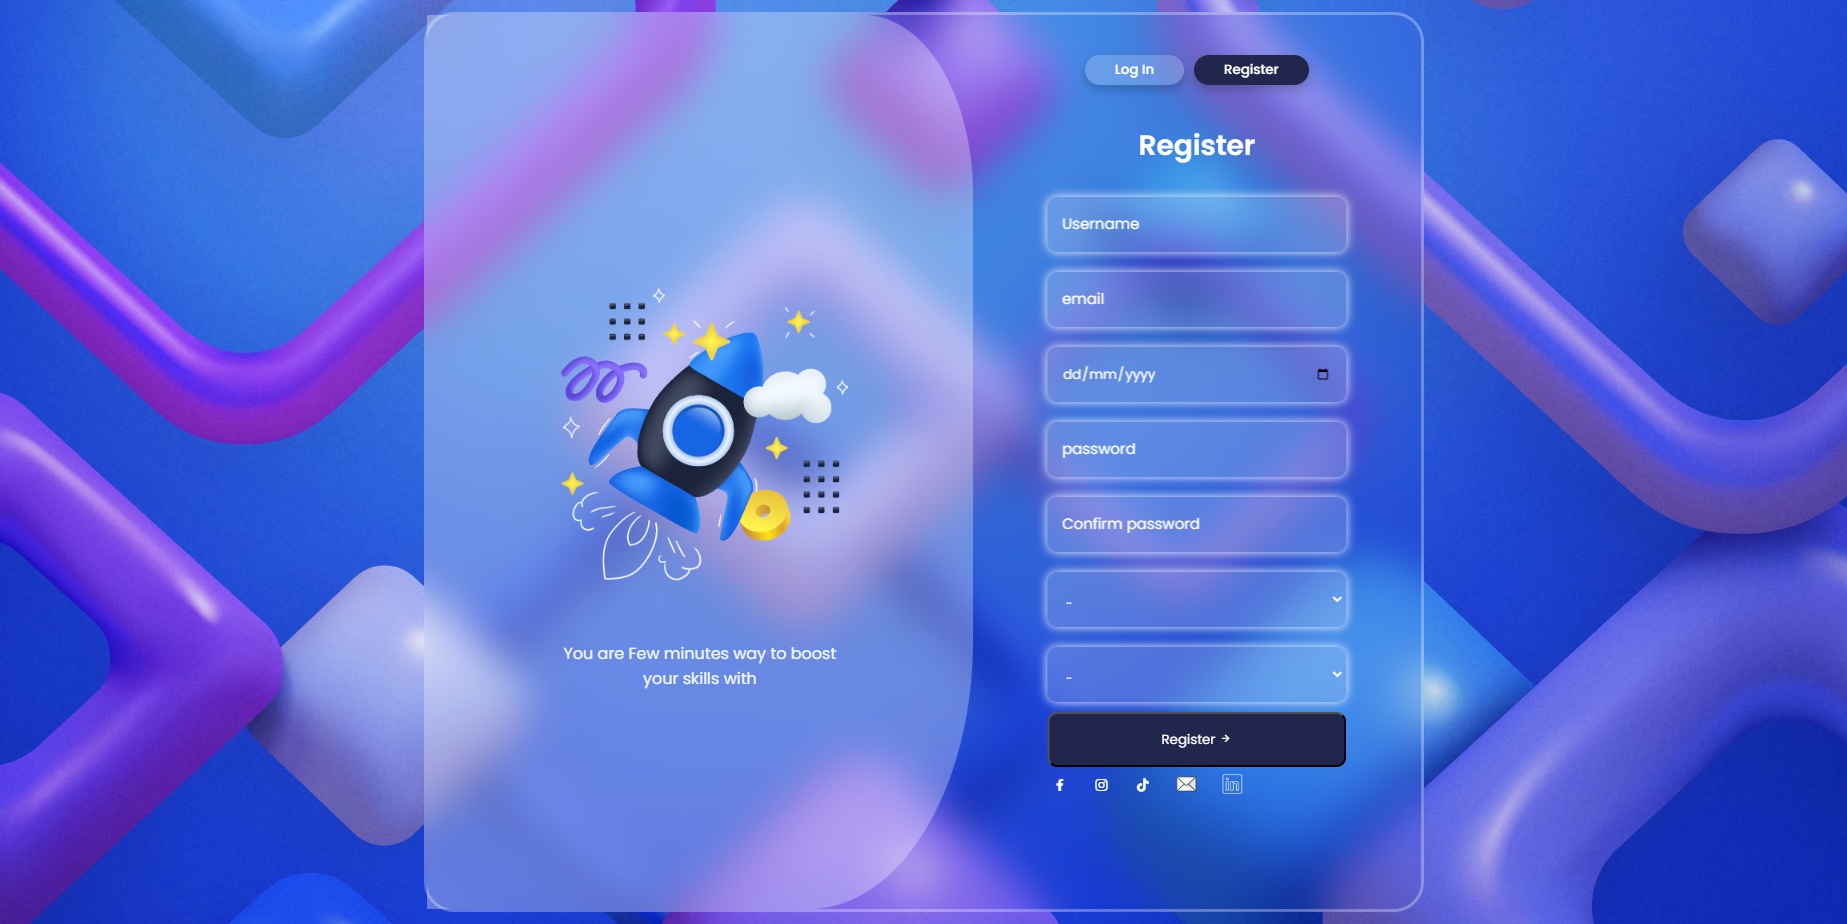 Log In
Register
Register
Username
email
dd/mm/yyyy
password
Confirm password
-
-
Register →
in
You are Few minutes way to boost
your skills with